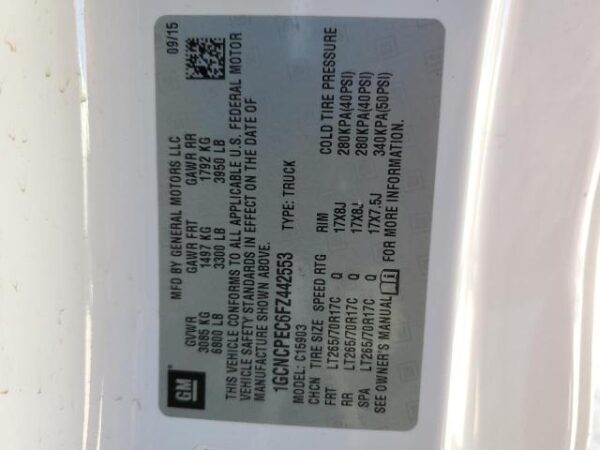 GM
MFD BY GENERAL MOTORS LLC 09/15
GVWR GAWR FRT GAWR RR
3085 KG 1497 KG 1792 KG
6800 LB 3300 LB 3950 LB
THIS VEHICLE CONFORMS TO ALL APPLICABLE U.S. FEDERAL MOTOR
VEHICLE SAFETY STANDARDS IN EFFECT ON THE DATE OF
MANUFACTURE SHOWN ABOVE.
1GCNCPEC6FZ442553 TYPE: TRUCK
MODEL: C15903
CHCN TIRE SIZE SPEED RTG RIM COLD TIRE PRESSURE
FRT LT265/70R17C Q 17X8J 280KPA(40PSI)
RR LT265/70R17C Q 17X8J 280KPA(40PSI)
SPA LT265/70R17C Q 17X7.5J 340KPA(50PSI)
SEE OWNER'S MANUAL i FOR MORE INFORMATION.